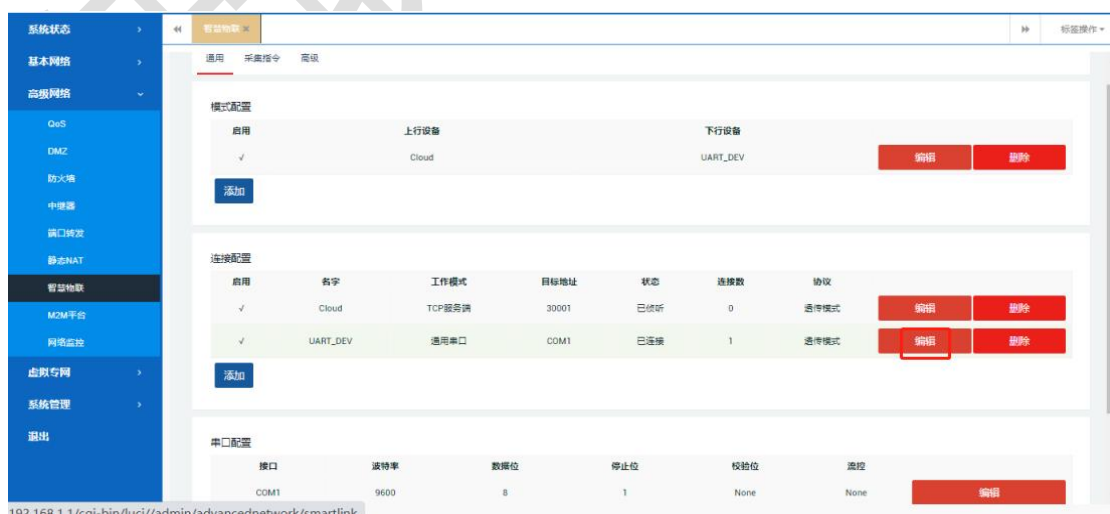 系统状态
智慧物联
标签操作
基本网络
通用 采集指令 高级
高级网络
模式配置
QoS
启用 上行设备 下行设备
DMZ
√ Cloud UART_DEV 编辑 删除
防火墙
添加
中继器
端口转发
静态NAT
连接配置
启用 名字 工作模式 目标地址 状态 连接数 协议
智慧物联
√ Cloud TCP服务端 30001 已侦听 0 透传模式 编辑 删除
M2M平台
网络监控
√ UART_DEV 通用串口 COM1 已连接 1 透传模式 编辑 删除
虚拟专网
添加
系统管理
退出
串口配置
接口 波特率 数据位 停止位 校验位 流控
COM1 9600 8 1 None None 编辑
192.168.1.1/cgi-bin/luci//admin/advancednetwork/smartlink